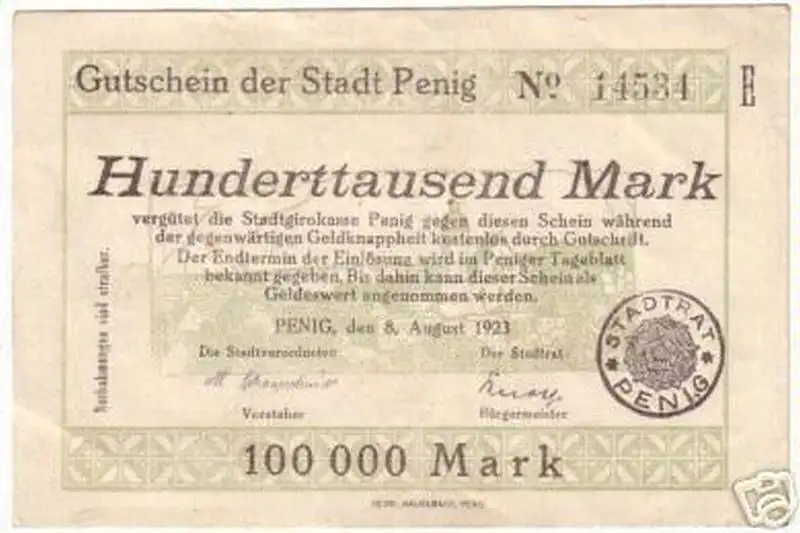 Gutschein der Stadt Penig No 14534 E
Hunderttausend Mark
vergütet die Stadtgirokasse Penig gegen diesen Schein während
der gegenwärtigen Geldknappheit kostenlos durch Gutschrift.
Der Endtermin der Einlösung wird im Peniger Tageblatt
bekannt gegeben. Bis dahin kann dieser Schein als
Geldeswert angenommen werden.
PENIG, den 8. August 1923
Die Stadtverordneten Der Stadtrat
Vorsteher Bürgermeister
Nachahmungen sind strafbar.
* STADTRAT *
PENIG
100 000 Mark
PENIG